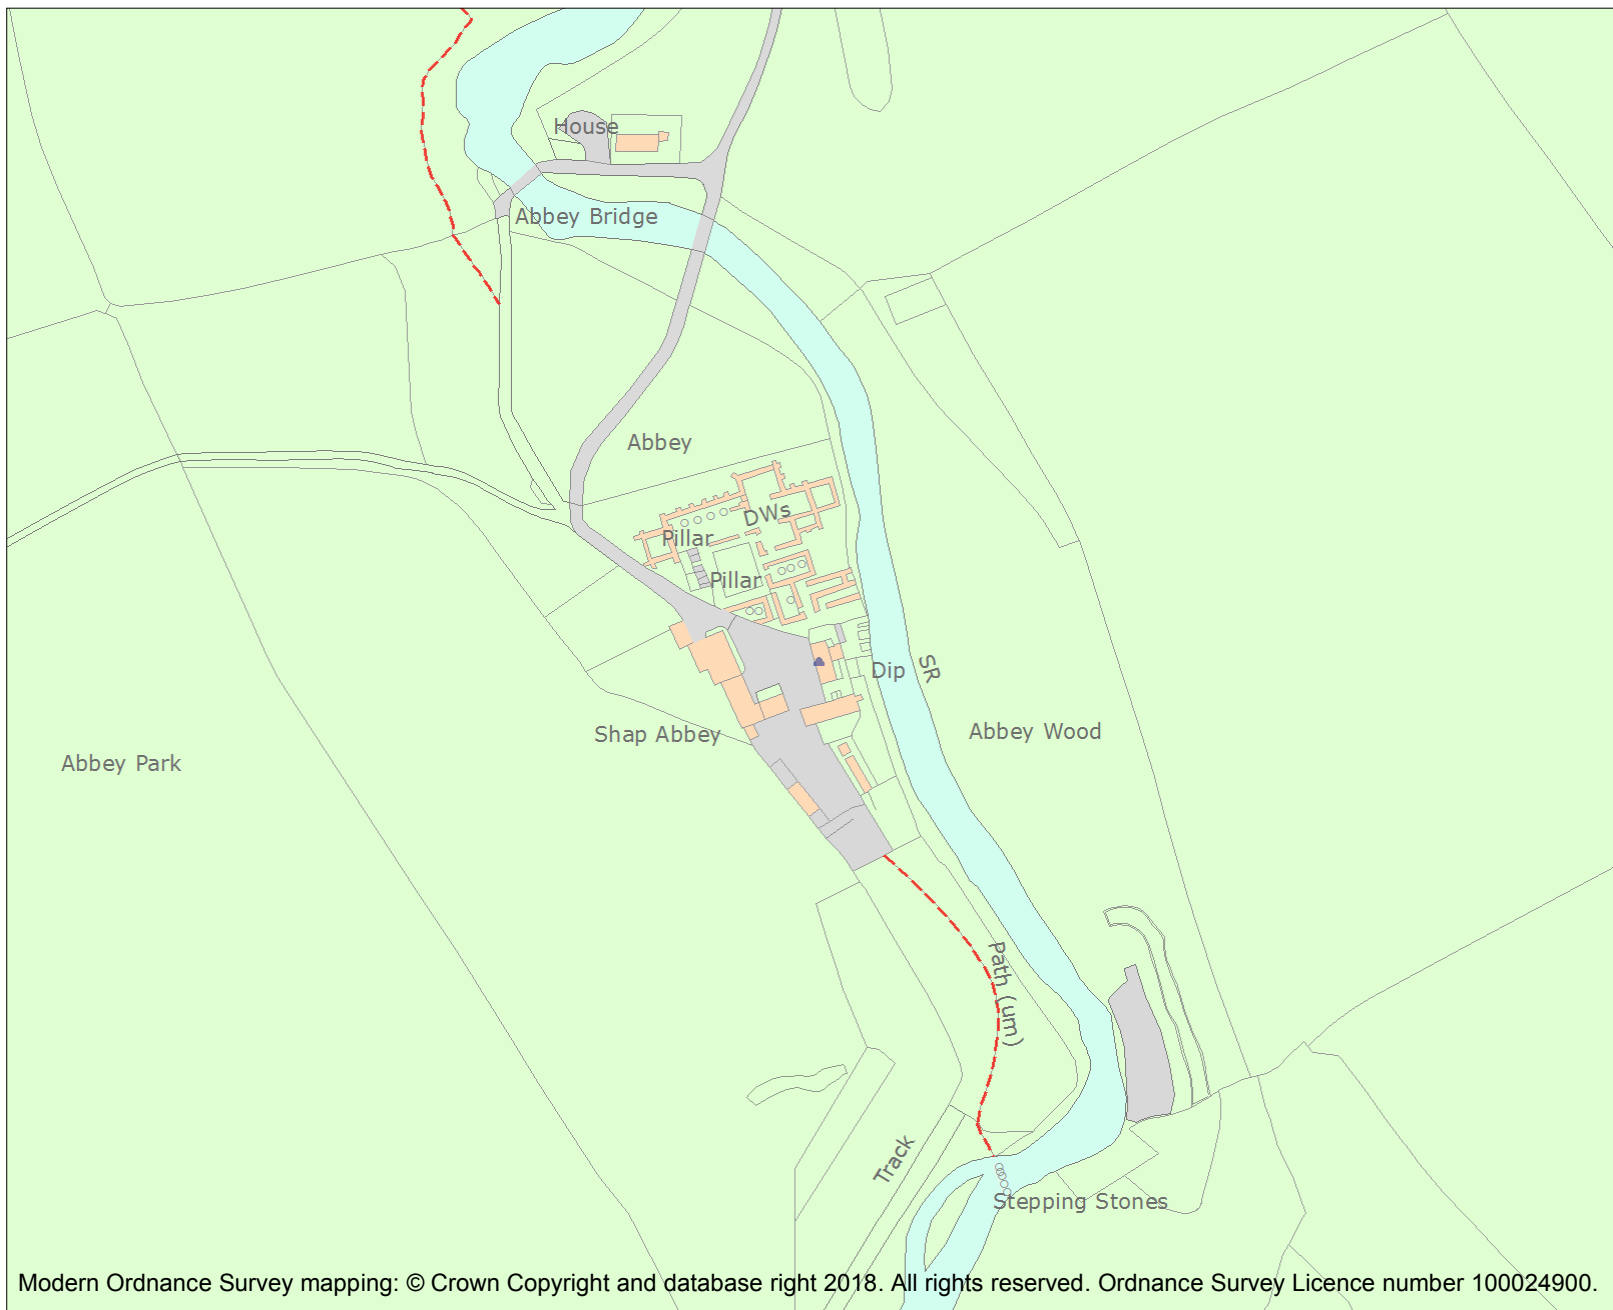 House
Abbey Bridge
Abbey
DWs
Pillar
Pillar
Dip
SR
Shap Abbey
Abbey Wood
Abbey Park
Path (um)
Track
Stepping Stones
Modern Ordnance Survey mapping: © Crown Copyright and database right 2018. All rights reserved. Ordnance Survey Licence number 100024900.